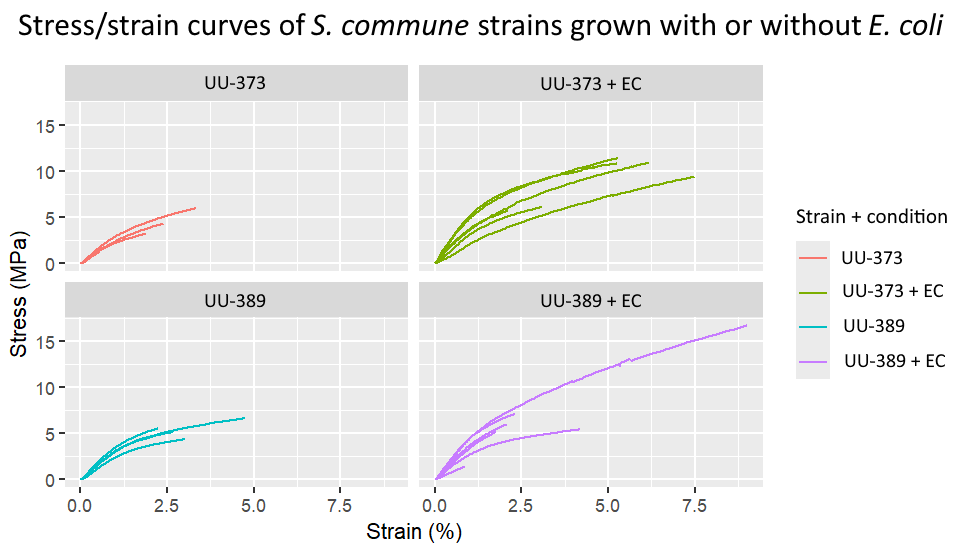 Stress/strain curves of S. commune strains grown with or without E. coli
UU-373
UU-373 + EC
15
10
5
0
UU-389
UU-389 + EC
15
10
5
0
Stress (MPa)
0.0 2.5 5.0 7.5
0.0 2.5 5.0 7.5
Strain (%)
Strain + condition
UU-373
UU-373 + EC
UU-389
UU-389 + EC